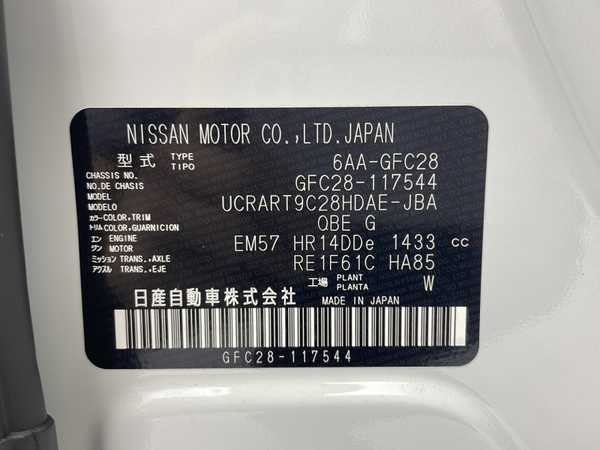 NISSAN MOTOR CO.,LTD.JAPAN
型式 TYPE TIPO 6AA-GFC28
CHASSIS NO. NO.DE CHASIS GFC28-117544
MODEL MODELO UCRART9C28HDAE-JBA
カラー COLOR,TRIM トリム COLOR,GUARNICION QBE G
エン ENGINE ジン MOTOR EM57 HR14DDe 1433 cc
ミッション TRANS.,AXLE アクスル TRANS.,EJE RE1F61C HA85
工場 PLANT PLANTA W
日産自動車株式会社 MADE IN JAPAN
GFC28-117544